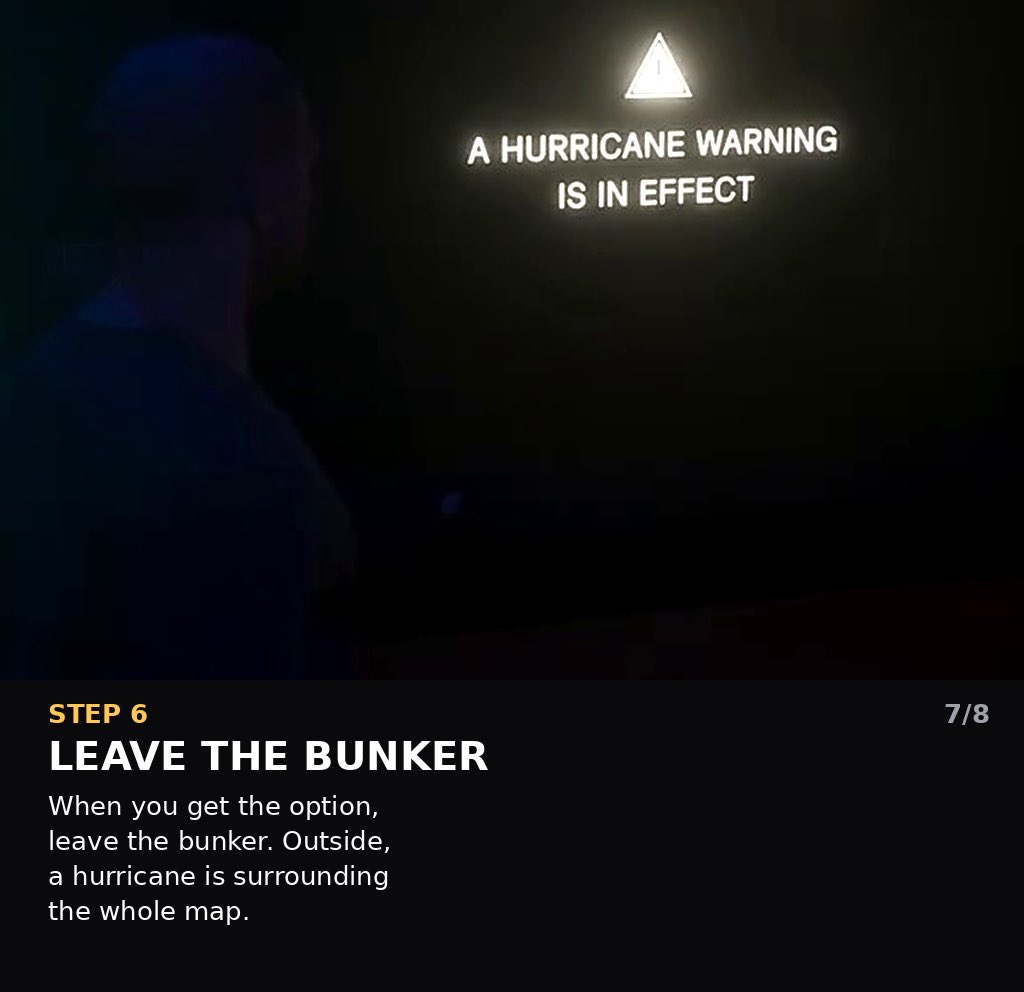 A HURRICANE WARNING
IS IN EFFECT
STEP 6
7/8
LEAVE THE BUNKER
When you get the option,
leave the bunker. Outside,
a hurricane is surrounding
the whole map.